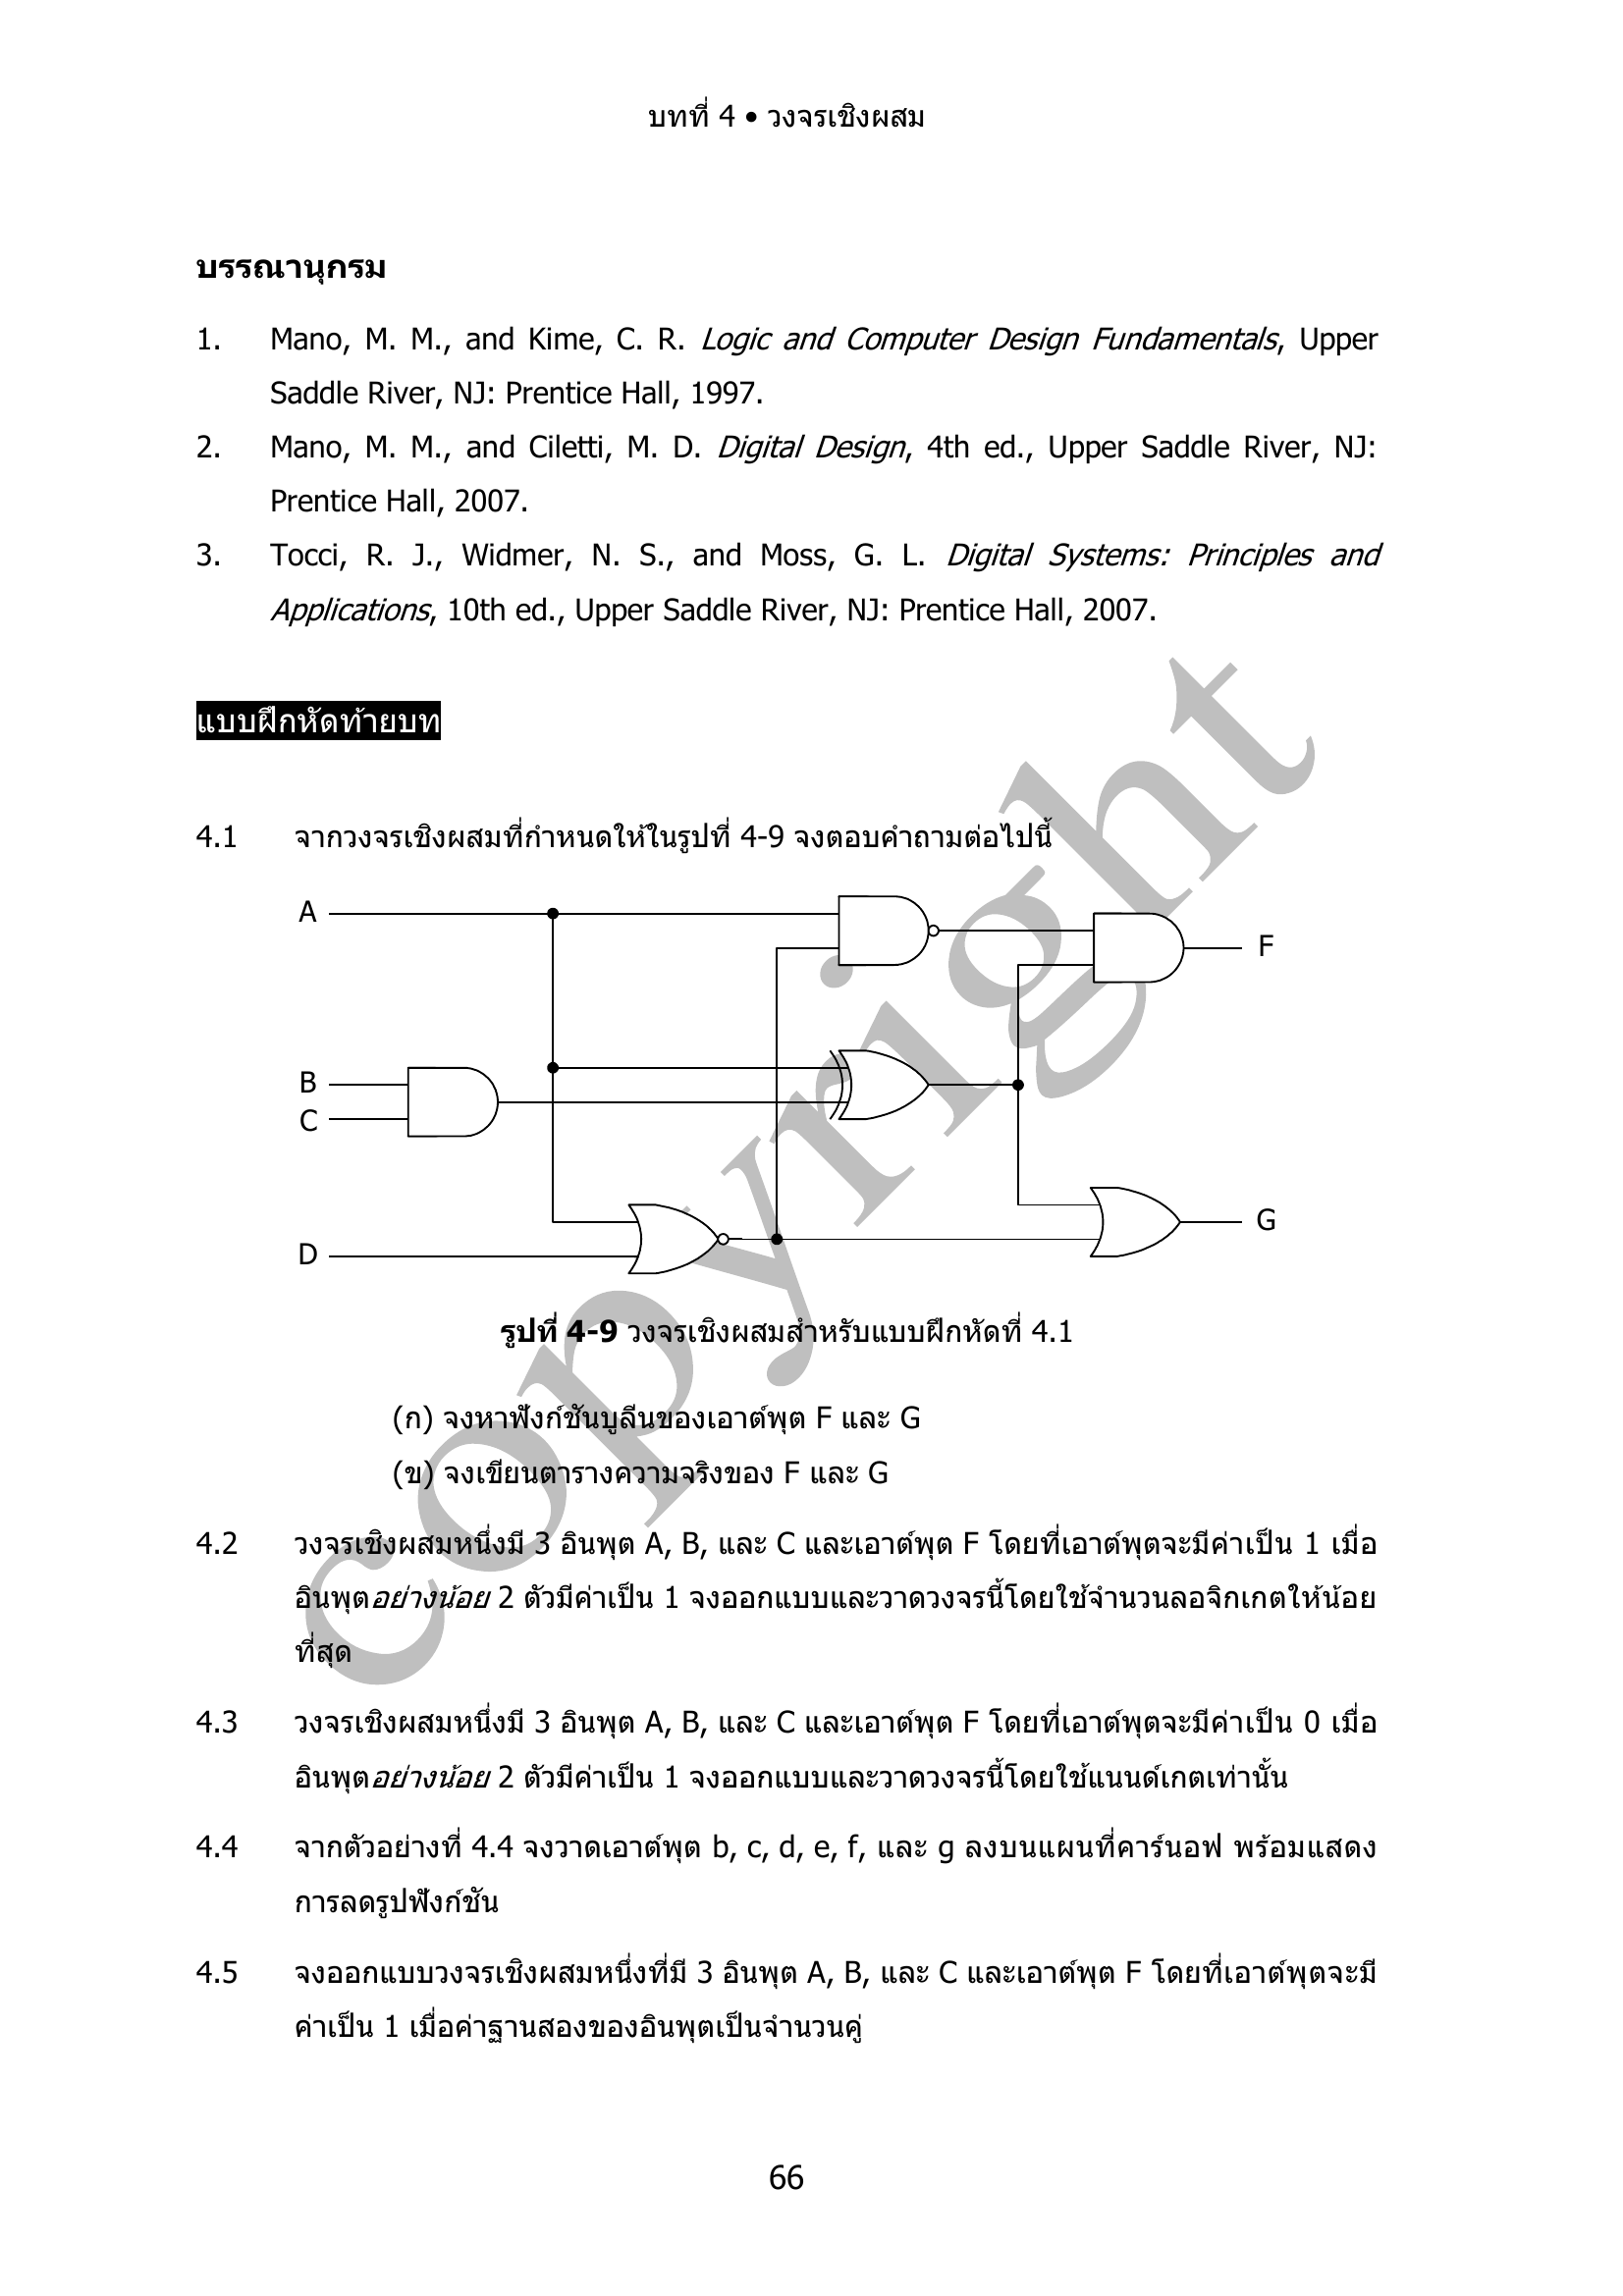 บทที่ 4 • วงจรเชิงผสม
บรรณานุกรม
1. Mano, M. M., and Kime, C. R. Logic and Computer Design Fundamentals, Upper
Saddle River, NJ: Prentice Hall, 1997.
2. Mano, M. M., and Ciletti, M. D. Digital Design, 4th ed., Upper Saddle River, NJ:
Prentice Hall, 2007.
3. Tocci, R. J., Widmer, N. S., and Moss, G. L. Digital Systems: Principles and
Applications, 10th ed., Upper Saddle River, NJ: Prentice Hall, 2007.
แบบฝึกหัดท้ายบท
4.1 จากวงจรเชิงผสมที่กำหนดให้ในรูปที่ 4-9 จงตอบคำถามต่อไปนี้
A
F
B
C
G
D
รูปที่ 4-9 วงจรเชิงผสมสำหรับแบบฝึกหัดที่ 4.1
(ก) จงหาฟังก์ชันบูลีนของเอาต์พุต F และ G
(ข) จงเขียนตารางความจริงของ F และ G
4.2 วงจรเชิงผสมหนึ่งมี 3 อินพุต A, B, และ C และเอาต์พุต F โดยที่เอาต์พุตจะมีค่าเป็น 1 เมื่อ
อินพุตอย่างน้อย 2 ตัวมีค่าเป็น 1 จงออกแบบและวาดวงจรนี้โดยใช้จำนวนลอจิกเกตให้น้อย
ที่สุด
4.3 วงจรเชิงผสมหนึ่งมี 3 อินพุต A, B, และ C และเอาต์พุต F โดยที่เอาต์พุตจะมีค่าเป็น 0 เมื่อ
อินพุตอย่างน้อย 2 ตัวมีค่าเป็น 1 จงออกแบบและวาดวงจรนี้โดยใช้แนนด์เกตเท่านั้น
4.4 จากตัวอย่างที่ 4.4 จงวาดเอาต์พุต b, c, d, e, f, และ g ลงบนแผนที่คาร์นอฟ พร้อมแสดง
การลดรูปฟังก์ชัน
4.5 จงออกแบบวงจรเชิงผสมหนึ่งที่มี 3 อินพุต A, B, และ C และเอาต์พุต F โดยที่เอาต์พุตจะมี
ค่าเป็น 1 เมื่อค่าฐานสองของอินพุตเป็นจำนวนคู่
66
copyright